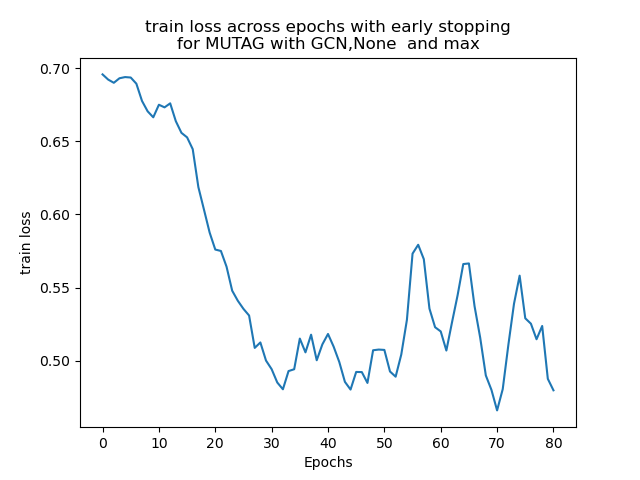 train loss across epochs with early stopping
for MUTAG with GCN,None  and max
0.70
0.65
0.60
0.55
0.50
train loss
0 10 20 30 40 50 60 70 80
Epochs